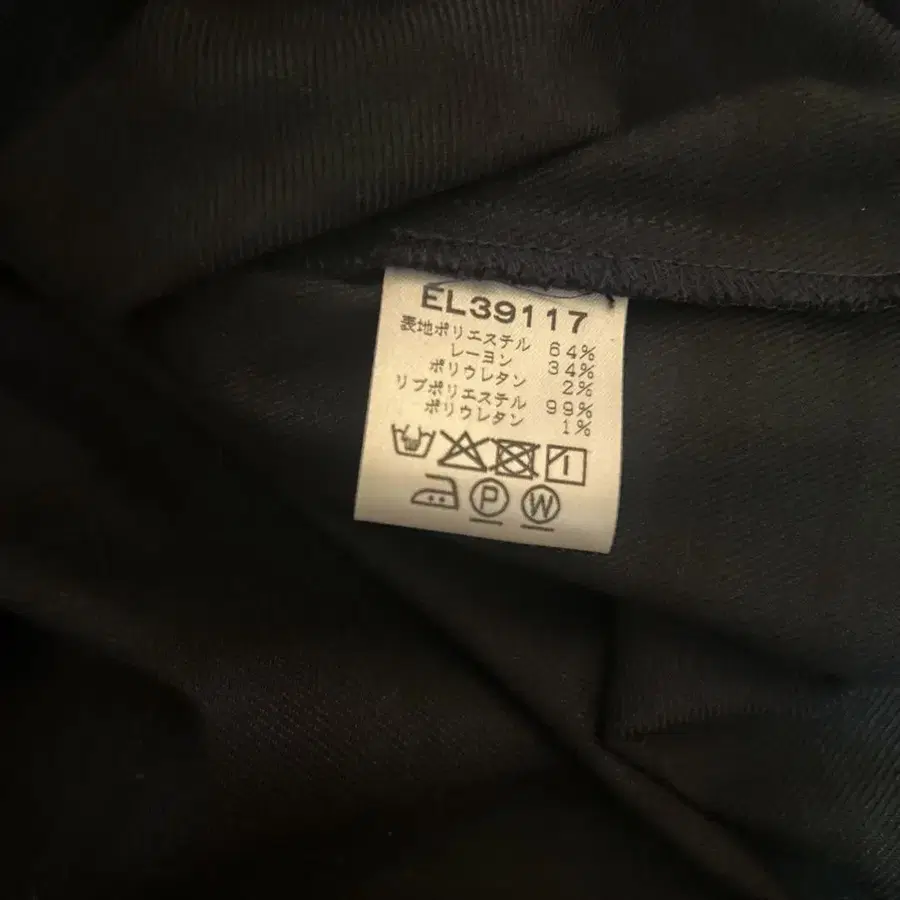 EL39117
表地ポリエステル 64%
レーヨン 34%
ポリウレタン 2%
リブポリエステル 99%
ポリウレタン 1%
P W